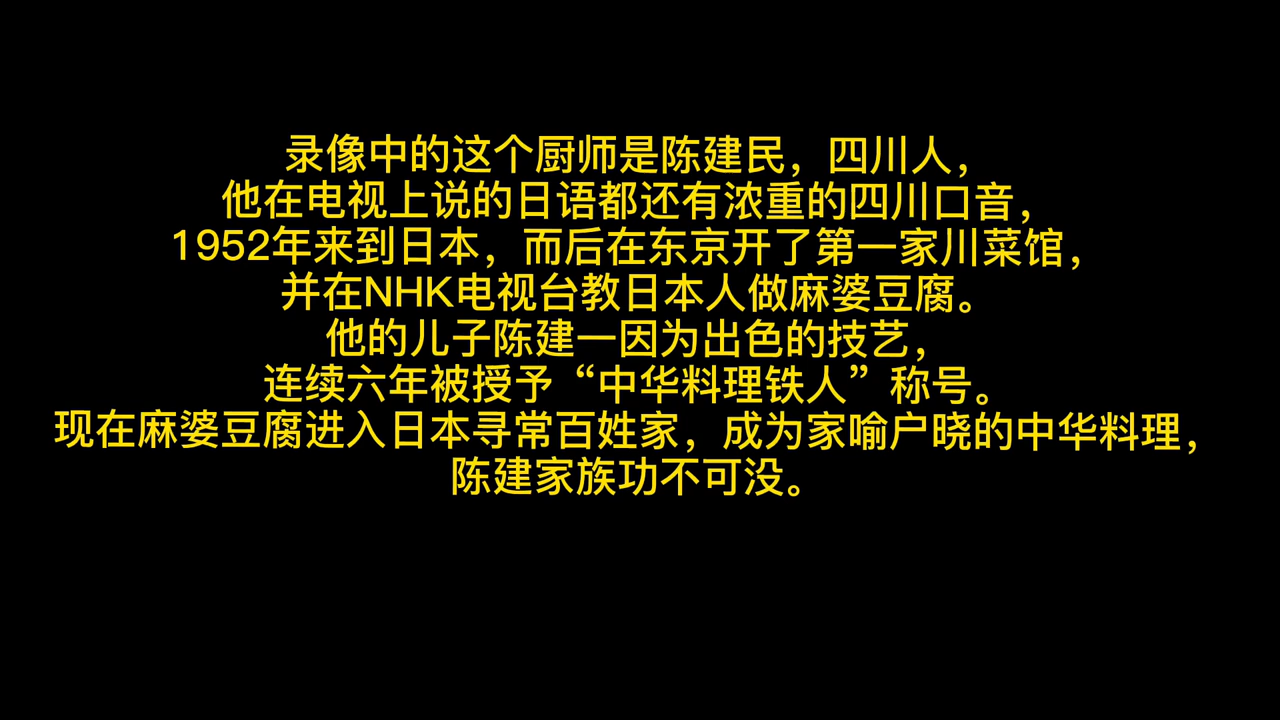 录像中的这个厨师是陈建民，四川人，
他在电视上说的日语都还有浓重的四川口音，
1952年来到日本，而后在东京开了第一家川菜馆，
并在NHK电视台教日本人做麻婆豆腐。
他的儿子陈建一因为出色的技艺，
连续六年被授予“中华料理铁人”称号。
现在麻婆豆腐进入日本寻常百姓家，成为家喻户晓的中华料理，
陈建家族功不可没。